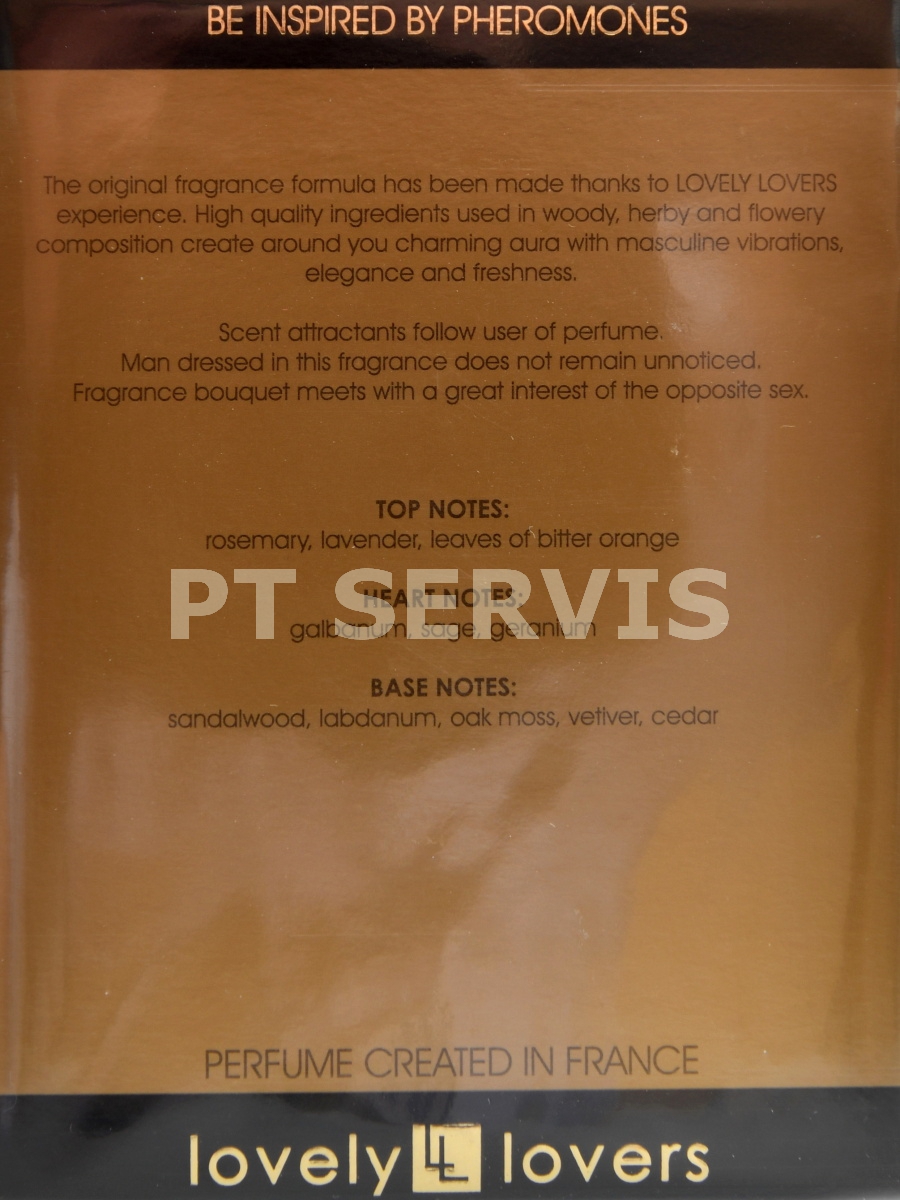 BE INSPIRED BY PHEROMONES
The original fragrance formula has been made thanks to LOVELY LOVERS
experience. High quality ingredients used in woody, herby and flowery
composition create around you charming aura with masculine vibrations,
elegance and freshness.
Scent attractants follow user of perfume.
Man dressed in this fragrance does not remain unnoticed.
Fragrance bouquet meets with a great interest of the opposite sex.
TOP NOTES:
rosemary, lavender, leaves of bitter orange
PT SERVIS
HEART NOTES:
galbanum, sage, geranium
BASE NOTES:
sandalwood, labdanum, oak moss, vetiver, cedar
PERFUME CREATED IN FRANCE
lovely LL lovers